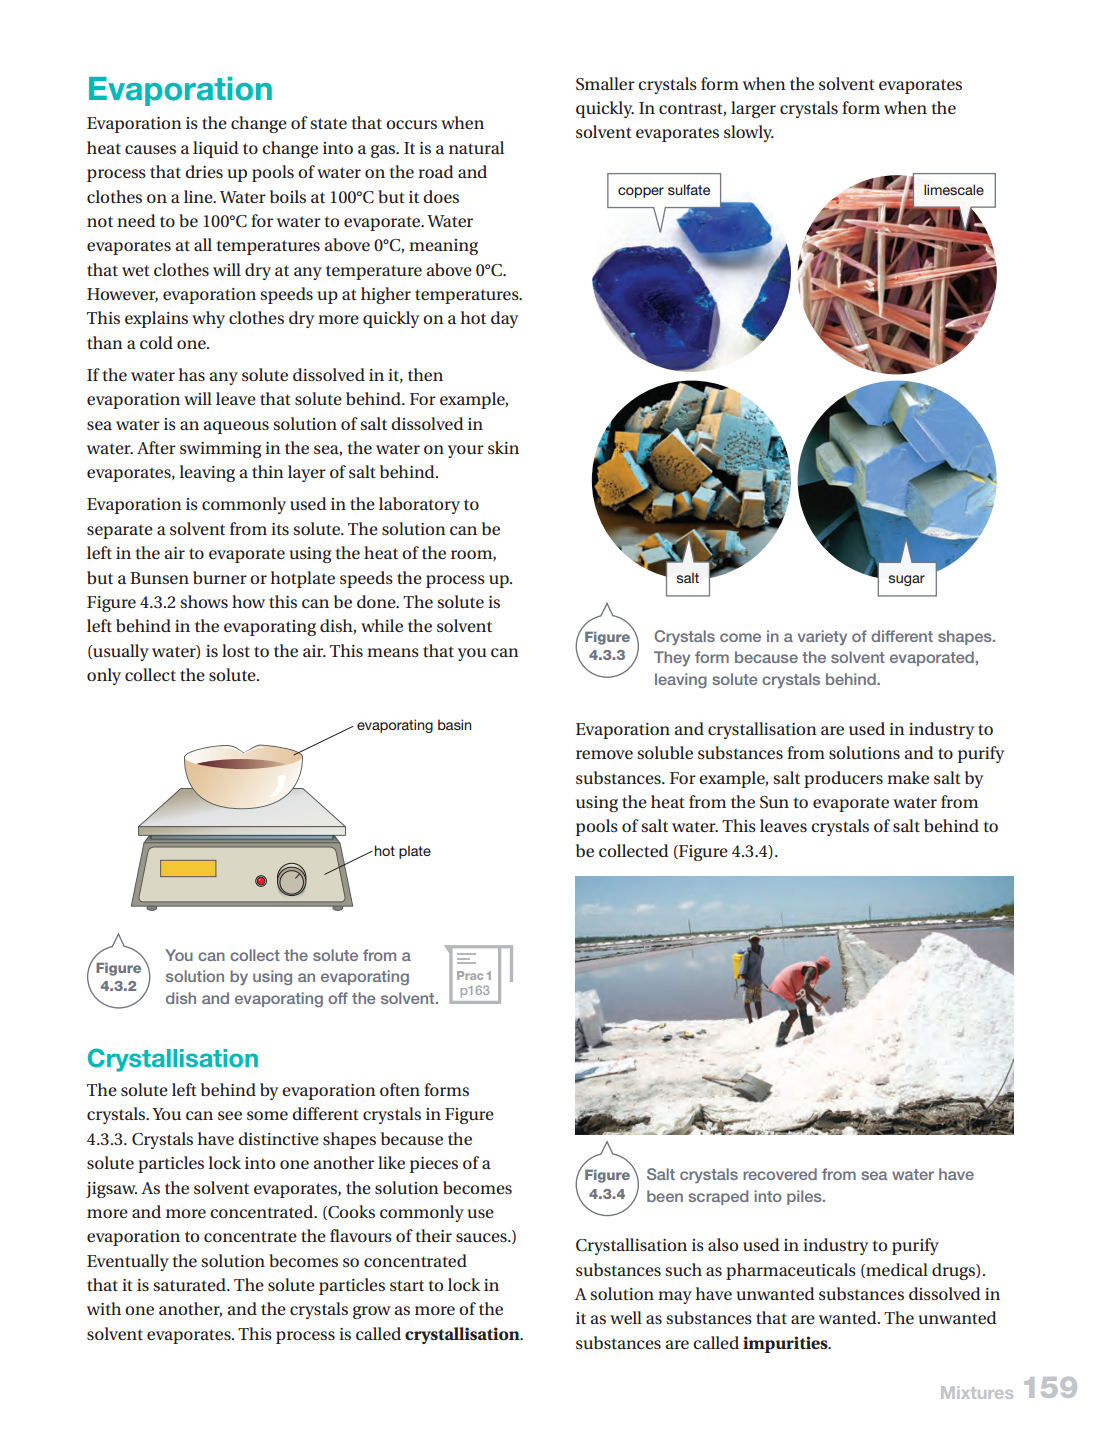 Evaporation
Evaporation is the change of state that occurs when
heat causes a liquid to change into a gas. It is a natural
process that dries up pools of water on the road and
clothes on a line. Water boils at 100°C but it does
not need to be 100°C for water to evaporate. Water
evaporates at all temperatures above 0°C, meaning
that wet clothes will dry at any temperature above 0°C.
However, evaporation speeds up at higher temperatures.
This explains why clothes dry more quickly on a hot day
than a cold one.
If the water has any solute dissolved in it, then
evaporation will leave that solute behind. For example,
sea water is an aqueous solution of salt dissolved in
water. After swimming in the sea, the water on your skin
evaporates, leaving a thin layer of salt behind.
Evaporation is commonly used in the laboratory to
separate a solvent from its solute. The solution can be
left in the air to evaporate using the heat of the room,
but a Bunsen burner or hotplate speeds the process up.
Figure 4.3.2 shows how this can be done. The solute is
left behind in the evaporating dish, while the solvent
(usually water) is lost to the air. This means that you can
only collect the solute.
evaporating basin
hot plate
Figure
4.3.2
You can collect the solute from a
solution by using an evaporating
dish and evaporating off the solvent.
Prac 1
p163
Crystallisation
The solute left behind by evaporation often forms
crystals. You can see some different crystals in Figure
4.3.3. Crystals have distinctive shapes because the
solute particles lock into one another like pieces of a
jigsaw. As the solvent evaporates, the solution becomes
more and more concentrated. (Cooks commonly use
evaporation to concentrate the flavours of their sauces.)
Eventually the solution becomes so concentrated
that it is saturated. The solute particles start to lock in
with one another, and the crystals grow as more of the
solvent evaporates. This process is called crystallisation.
Smaller crystals form when the solvent evaporates
quickly. In contrast, larger crystals form when the
solvent evaporates slowly.
copper sulfate
limescale
salt
sugar
Figure
4.3.3
Crystals come in a variety of different shapes.
They form because the solvent evaporated,
leaving solute crystals behind.
Evaporation and crystallisation are used in industry to
remove soluble substances from solutions and to purify
substances. For example, salt producers make salt by
using the heat from the Sun to evaporate water from
pools of salt water. This leaves crystals of salt behind to
be collected (Figure 4.3.4).
Figure
4.3.4
Salt crystals recovered from sea water have
been scraped into piles.
Crystallisation is also used in industry to purify
substances such as pharmaceuticals (medical drugs).
A solution may have unwanted substances dissolved in
it as well as substances that are wanted. The unwanted
substances are called impurities.
Mixtures 159